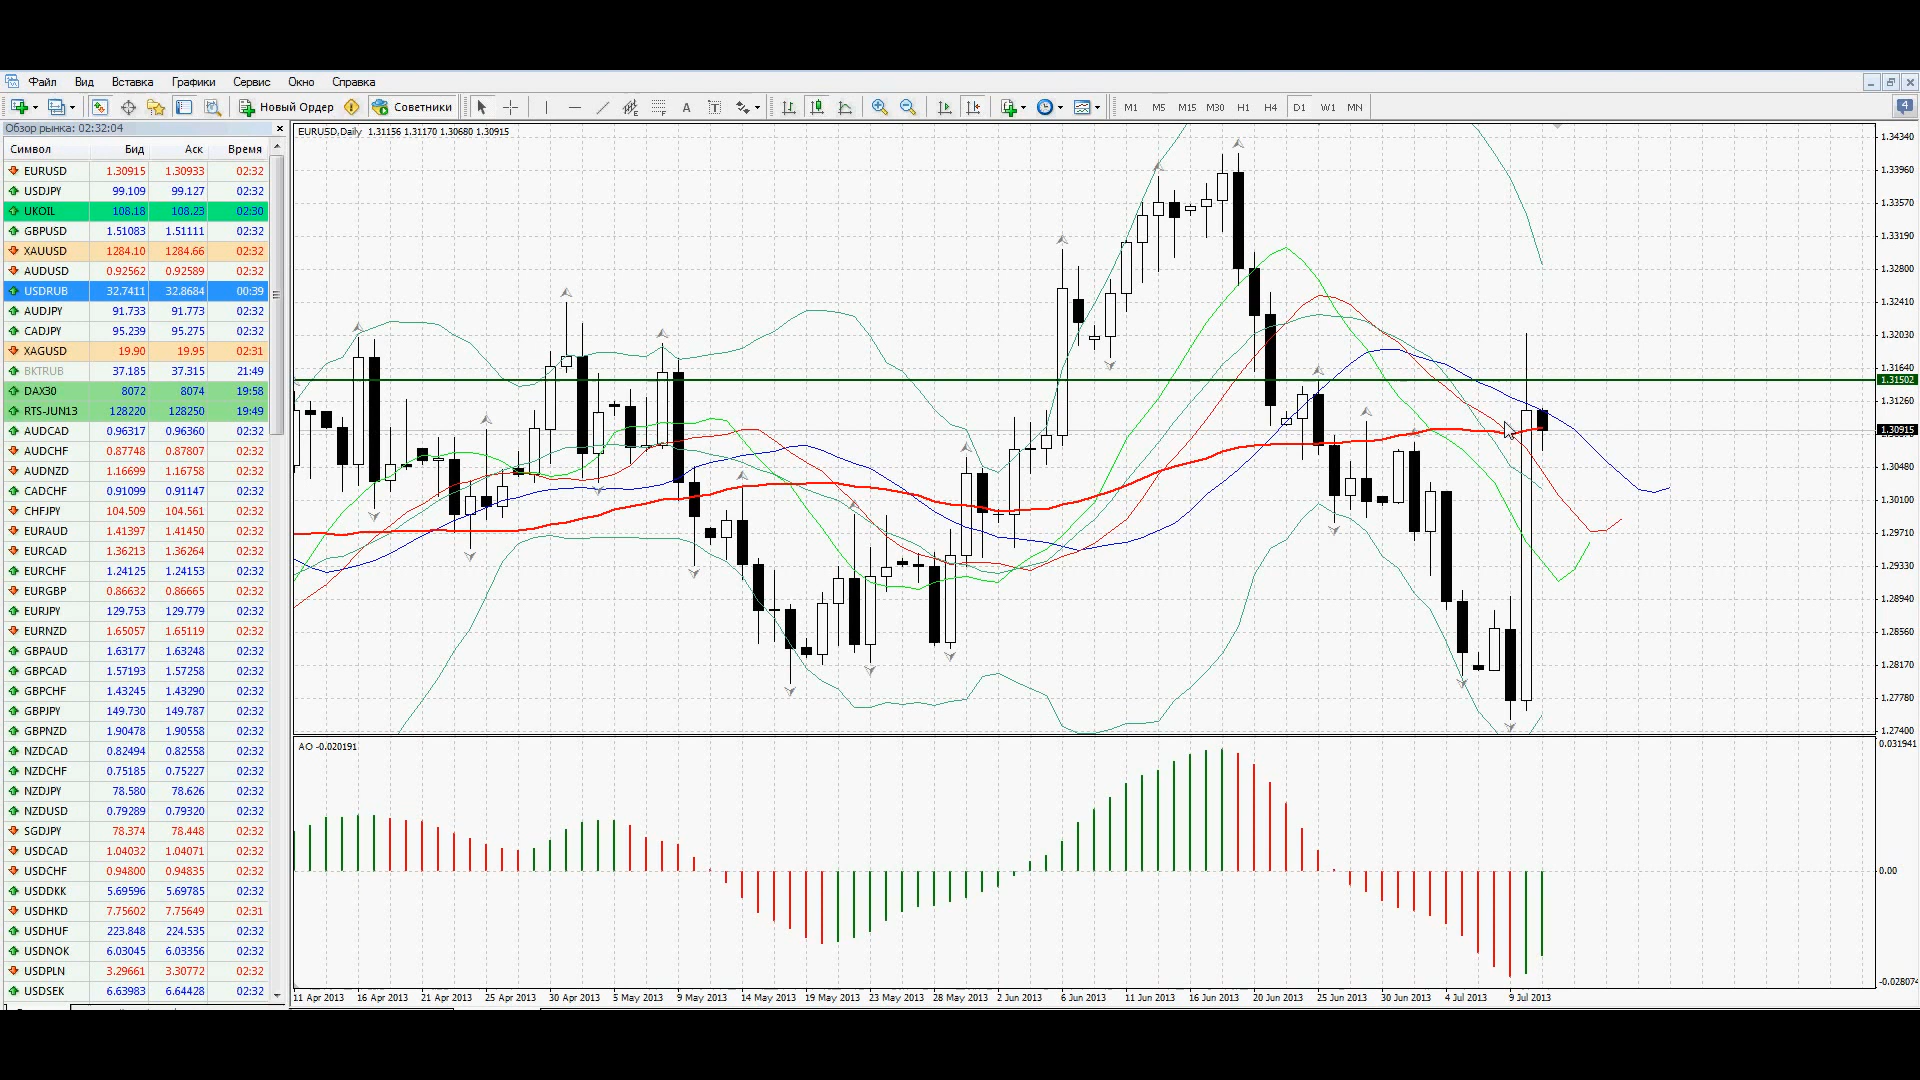 Файл Вид Вставка Графики Сервис Окно Справка
Новый Ордер Советники A T M1 M5 M15 M30 H1 H4 D1 W1 MN 4
Обзор рынка: 02:32:04
Символ Бид Аск Время
EURUSD 1.30915 1.30933 02:32
USDJPY 99.109 99.127 02:32
UKOIL 108.18 108.23 02:30
GBPUSD 1.51083 1.51111 02:32
XAUUSD 1284.10 1284.66 02:32
AUDUSD 0.92562 0.92589 02:32
USDRUB 32.7411 32.8684 00:39
AUDJPY 91.733 91.773 02:32
CADJPY 95.239 95.275 02:32
XAGUSD 19.90 19.95 02:31
BKTRUB 37.185 37.315 21:49
DAX30 8072 8074 19:58
RTS-JUN13 128220 128250 19:49
AUDCAD 0.96317 0.96360 02:32
AUDCHF 0.87748 0.87807 02:32
AUDNZD 1.16699 1.16758 02:32
CADCHF 0.91099 0.91147 02:32
CHFJPY 104.509 104.561 02:32
EURAUD 1.41397 1.41450 02:32
EURCAD 1.36213 1.36264 02:32
EURCHF 1.24125 1.24153 02:32
EURGBP 0.86632 0.86665 02:32
EURJPY 129.753 129.779 02:32
EURNZD 1.65057 1.65119 02:32
GBPAUD 1.63177 1.63248 02:32
GBPCAD 1.57193 1.57258 02:32
GBPCHF 1.43245 1.43290 02:32
GBPJPY 149.730 149.787 02:32
GBPNZD 1.90478 1.90558 02:32
NZDCAD 0.82494 0.82558 02:32
NZDCHF 0.75185 0.75227 02:32
NZDJPY 78.580 78.626 02:32
NZDUSD 0.79289 0.79320 02:32
SGDJPY 78.374 78.448 02:32
USDCAD 1.04032 1.04071 02:32
USDCHF 0.94800 0.94835 02:32
USDDKK 5.69596 5.69785 02:32
USDHKD 7.75602 7.75649 02:31
USDHUF 223.848 224.535 02:32
USDNOK 6.03045 6.03356 02:32
USDPLN 3.29661 3.30772 02:32
USDSEK 6.63983 6.64428 02:32
EURUSD,Daily 1.31156 1.31170 1.30680 1.30915
1.34340
1.33960
1.33570
1.33190
1.32800
1.32410
1.32030
1.31640
1.31502
1.31260
1.30915
1.30480
1.30100
1.29710
1.29330
1.28940
1.28560
1.28170
1.27780
1.27400
AO -0.020191
0.031941
0.00
-0.028074
11 Apr 2013 16 Apr 2013 21 Apr 2013 25 Apr 2013 30 Apr 2013 5 May 2013 9 May 2013 14 May 2013 19 May 2013 23 May 2013 28 May 2013 2 Jun 2013 6 Jun 2013 11 Jun 2013 16 Jun 2013 20 Jun 2013 25 Jun 2013 30 Jun 2013 4 Jul 2013 9 Jul 2013